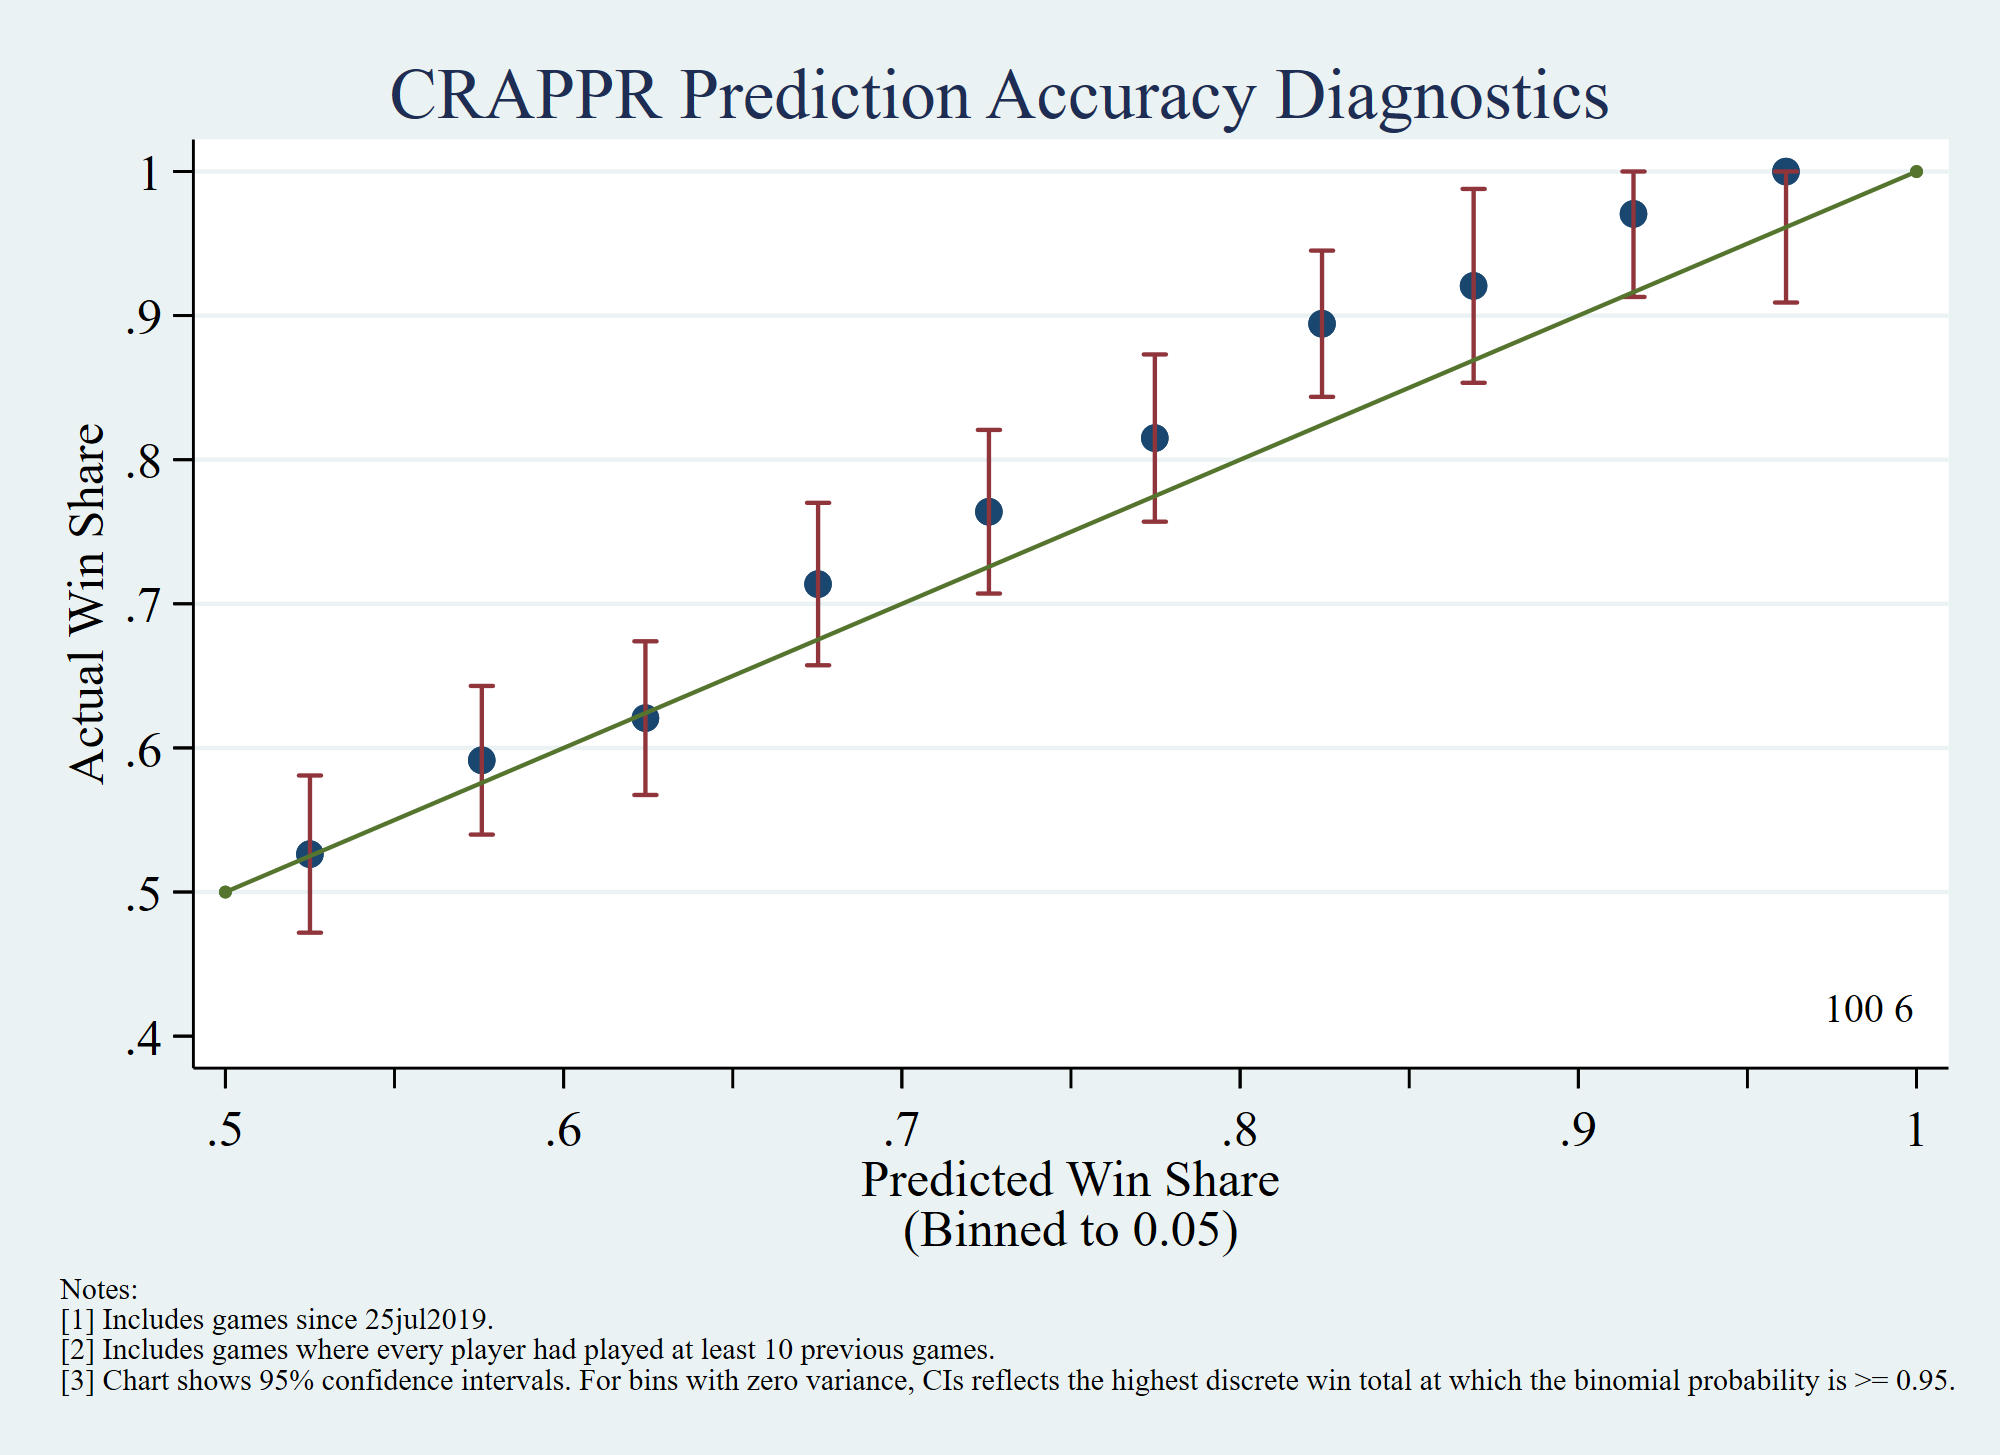 CRAPPR Prediction Accuracy Diagnostics
1
.9
.8
.7
.6
.5
.4
Actual Win Share
100 6
.5 .6 .7 .8 .9 1
Predicted Win Share
(Binned to 0.05)
Notes:
[1] Includes games since 25jul2019.
[2] Includes games where every player had played at least 10 previous games.
[3] Chart shows 95% confidence intervals. For bins with zero variance, CIs reflects the highest discrete win total at which the binomial probability is >= 0.95.